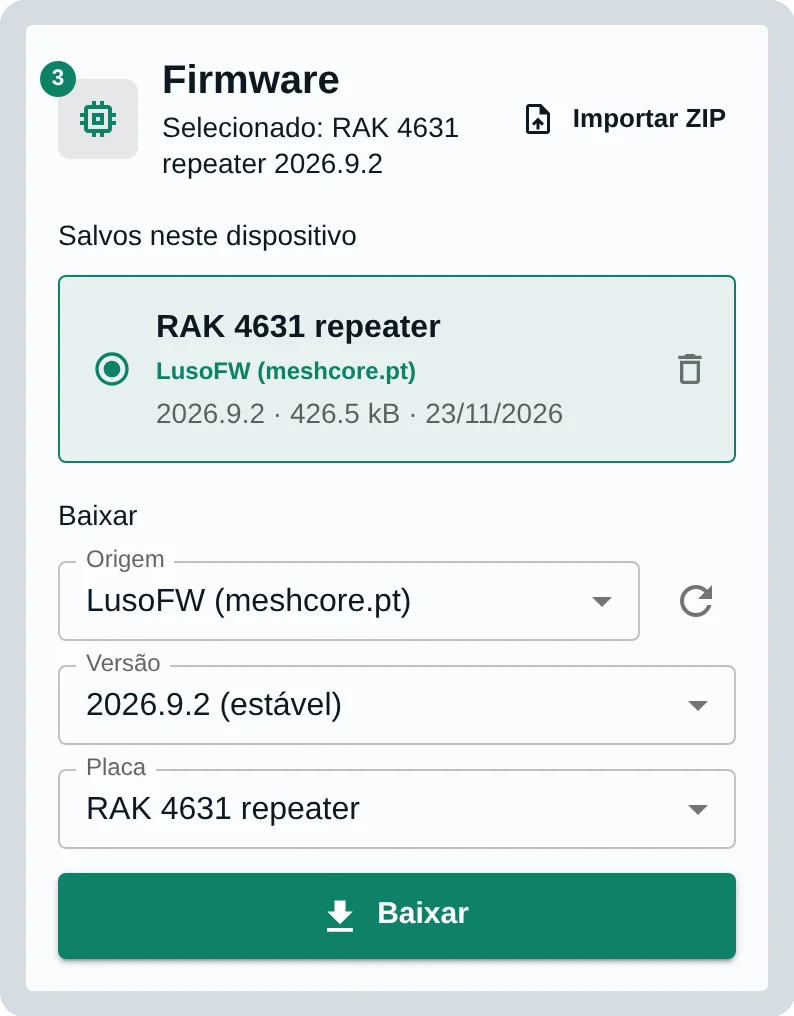 3
Firmware
Selecionado: RAK 4631
repeater 2026.9.2
Importar ZIP
Salvos neste dispositivo
RAK 4631 repeater
LusoFW (meshcore.pt)
2026.9.2 · 426.5 kB · 23/11/2026
Baixar
Origem
LusoFW (meshcore.pt)
Versão
2026.9.2 (estável)
Placa
RAK 4631 repeater
Baixar